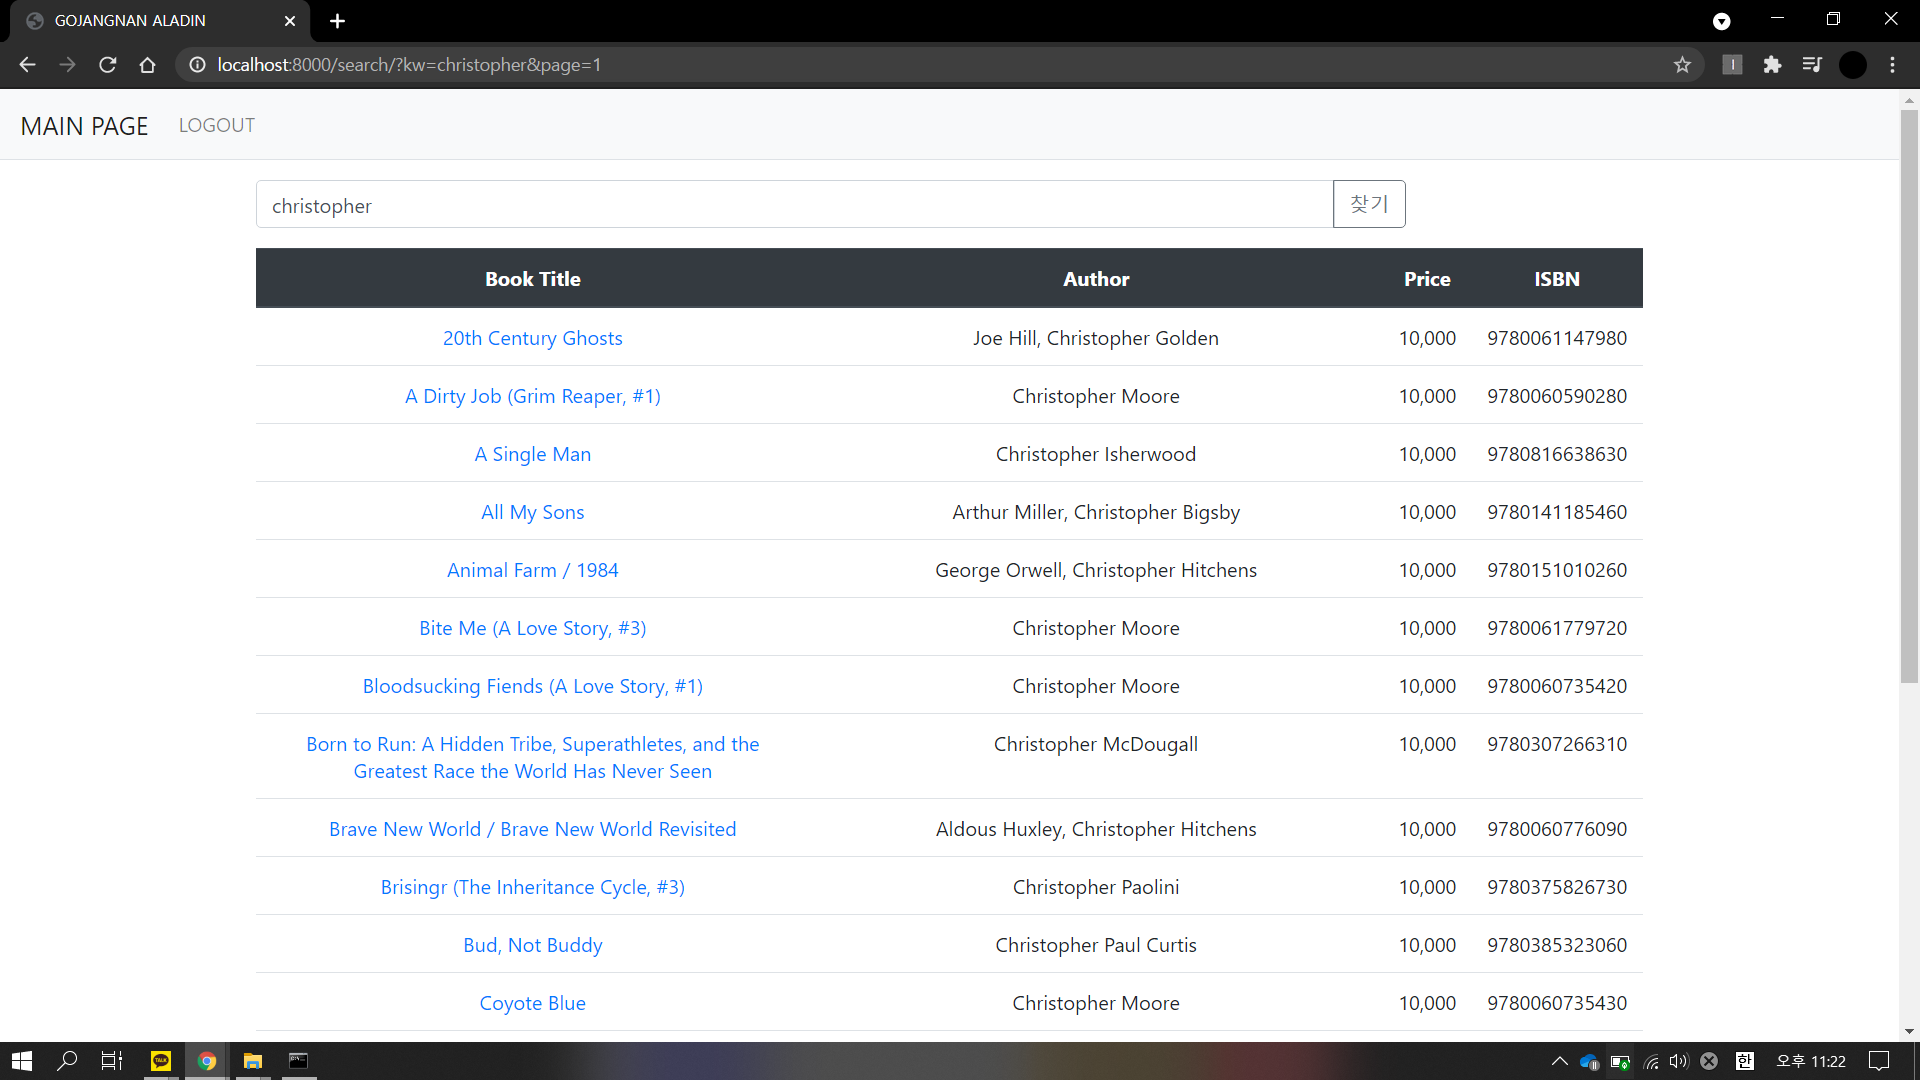 GOJANGNAN ALADIN
localhost:8000/search/?kw=christopher&page=1
MAIN PAGE LOGOUT
christopher 찾기
Book Title Author Price ISBN
20th Century Ghosts Joe Hill, Christopher Golden 10,000 9780061147980
A Dirty Job (Grim Reaper, #1) Christopher Moore 10,000 9780060590280
A Single Man Christopher Isherwood 10,000 9780816638630
All My Sons Arthur Miller, Christopher Bigsby 10,000 9780141185460
Animal Farm / 1984 George Orwell, Christopher Hitchens 10,000 9780151010260
Bite Me (A Love Story, #3) Christopher Moore 10,000 9780061779720
Bloodsucking Fiends (A Love Story, #1) Christopher Moore 10,000 9780060735420
Born to Run: A Hidden Tribe, Superathletes, and the Christopher McDougall 10,000 9780307266310
Greatest Race the World Has Never Seen
Brave New World / Brave New World Revisited Aldous Huxley, Christopher Hitchens 10,000 9780060776090
Brisingr (The Inheritance Cycle, #3) Christopher Paolini 10,000 9780375826730
Bud, Not Buddy Christopher Paul Curtis 10,000 9780385323060
Coyote Blue Christopher Moore 10,000 9780060735430
TALK 한 오후 11:22